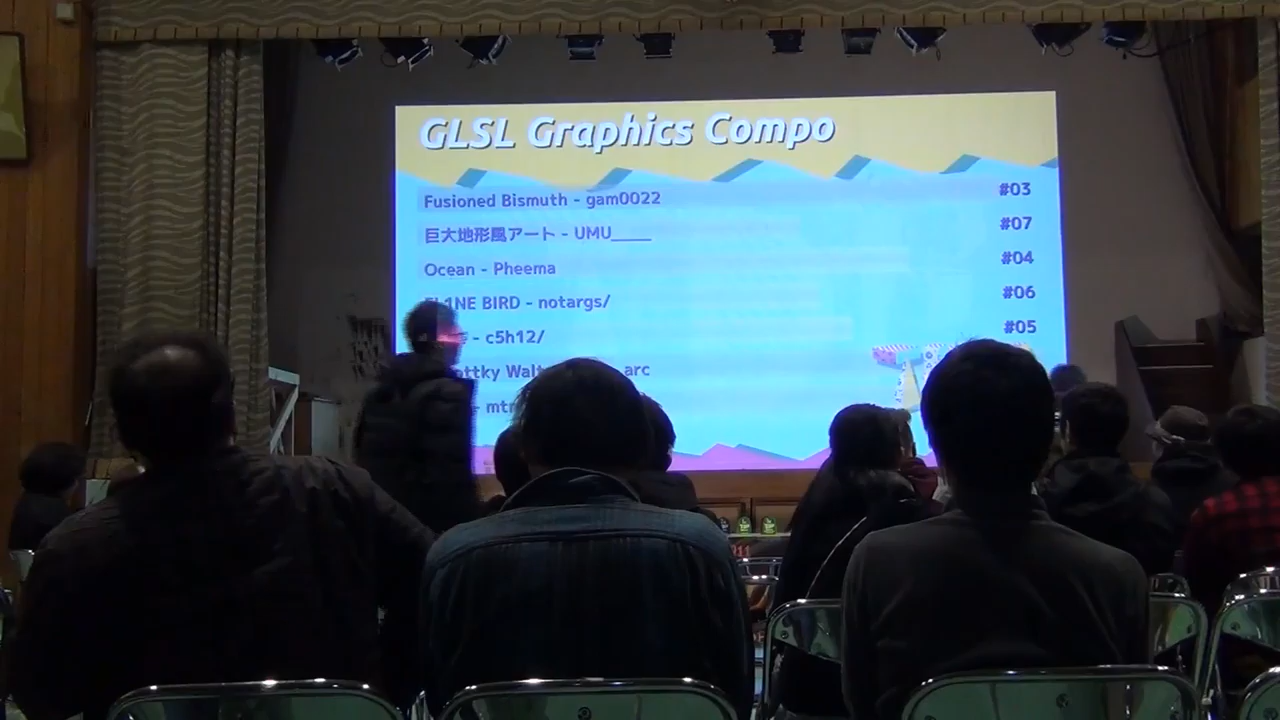 GLSL Graphics Compo
Fusioned Bismuth - gam0022 #03
巨大地形風アート - UMU_____ #07
Ocean - Pheema #04
BIRD - notargs/ #06
- c5h12/ #05
arc